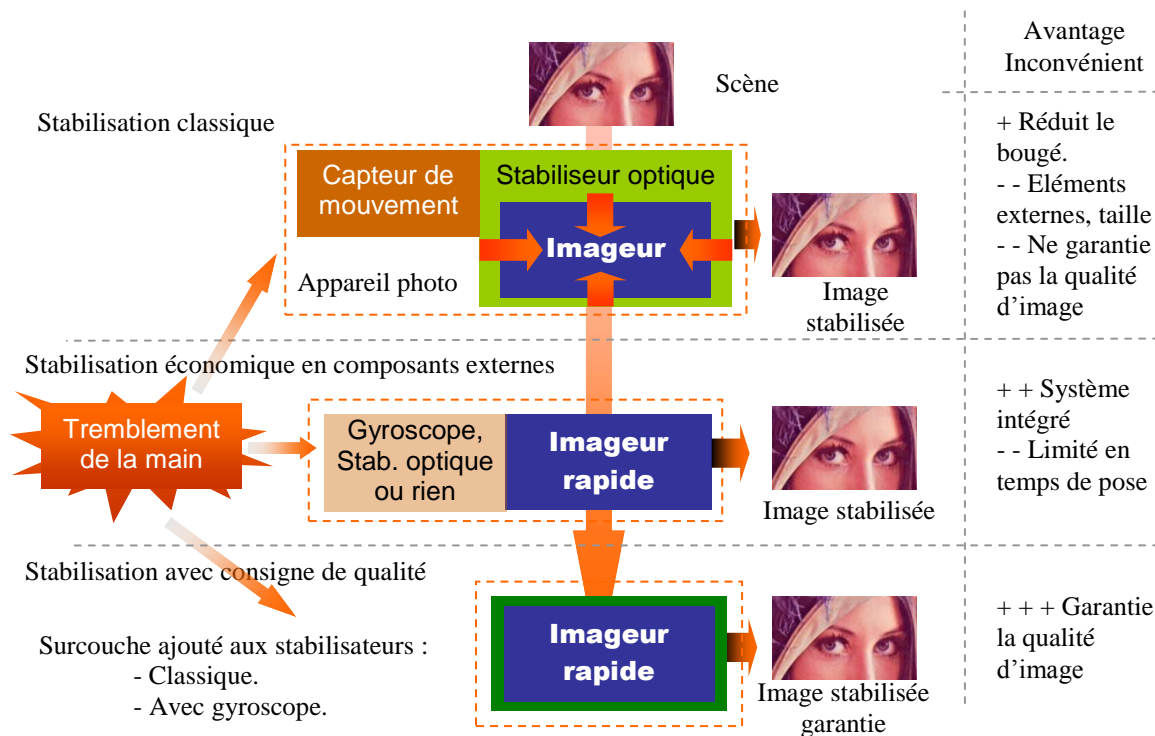 Avantage
Inconvénient
Scène
Stabilisation classique
Capteur de
mouvement
Stabiliseur optique
Imageur
Appareil photo
Image
stabilisée
+ Réduit le
bougé.
- - Eléments
externes, taille
- - Ne garantie
pas la qualité
d’image
Stabilisation économique en composants externes
Tremblement
de la main
Gyroscope,
Stab. optique
ou rien
Imageur
rapide
Image stabilisée
+ + Système
intégré
- - Limité en
temps de pose
Stabilisation avec consigne de qualité
Surcouche ajouté aux stabilisateurs :
- Classique.
- Avec gyroscope.
Imageur
rapide
Image stabilisée
garantie
+ + + Garantie
la qualité
d’image